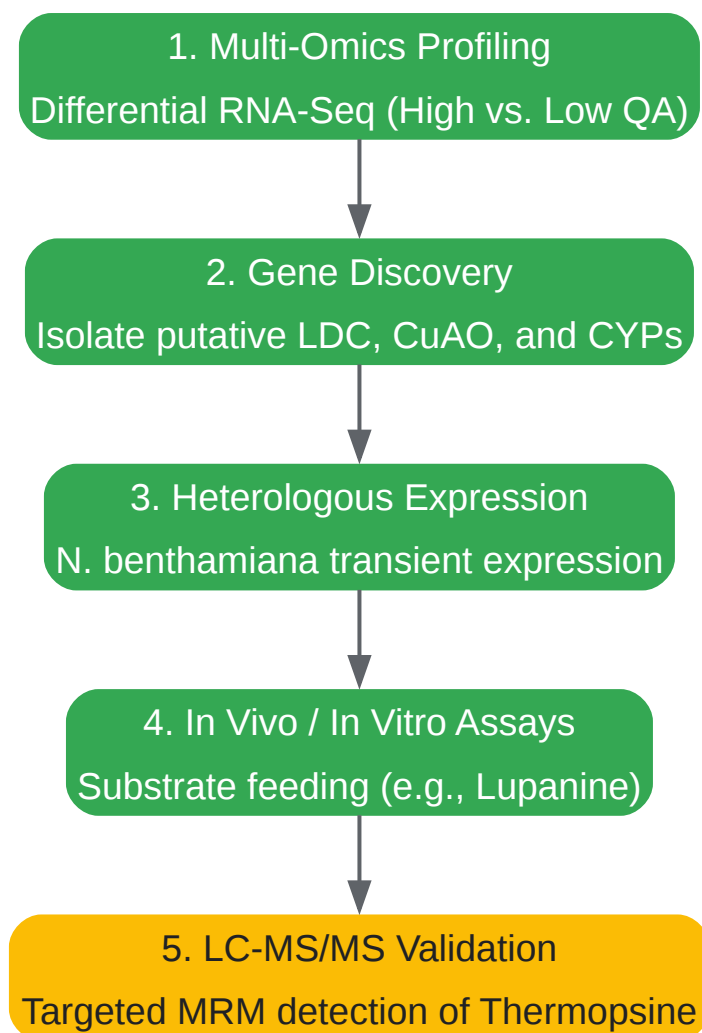 1. Multi-Omics Profiling
Differential RNA-Seq (High vs. Low QA)
2. Gene Discovery
Isolate putative LDC, CuAO, and CYPs
3. Heterologous Expression
N. benthamiana transient expression
4. In Vivo / In Vitro Assays
Substrate feeding (e.g., Lupanine)
5. LC-MS/MS Validation
Targeted MRM detection of Thermopsine